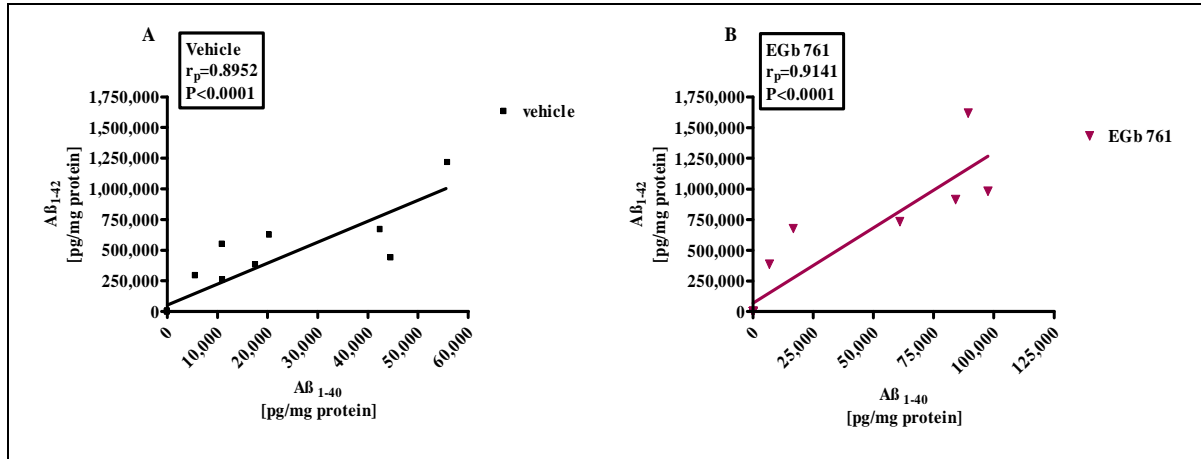 A
Vehicle
rp=0.8952
P<0.0001
1,750,000
1,500,000
1,250,000
1,000,000
750,000
500,000
250,000
0
Aß1-42
[pg/mg protein]
0
10,000
20,000
30,000
40,000
50,000
60,000
Aß 1-40
[pg/mg protein]
vehicle
B
EGb 761
rp=0.9141
P<0.0001
1,750,000
1,500,000
1,250,000
1,000,000
750,000
500,000
250,000
0
Aß1-42
[pg/mg protein]
0
25,000
50,000
75,000
100,000
125,000
Aß 1-40
[pg/mg protein]
EGb 761